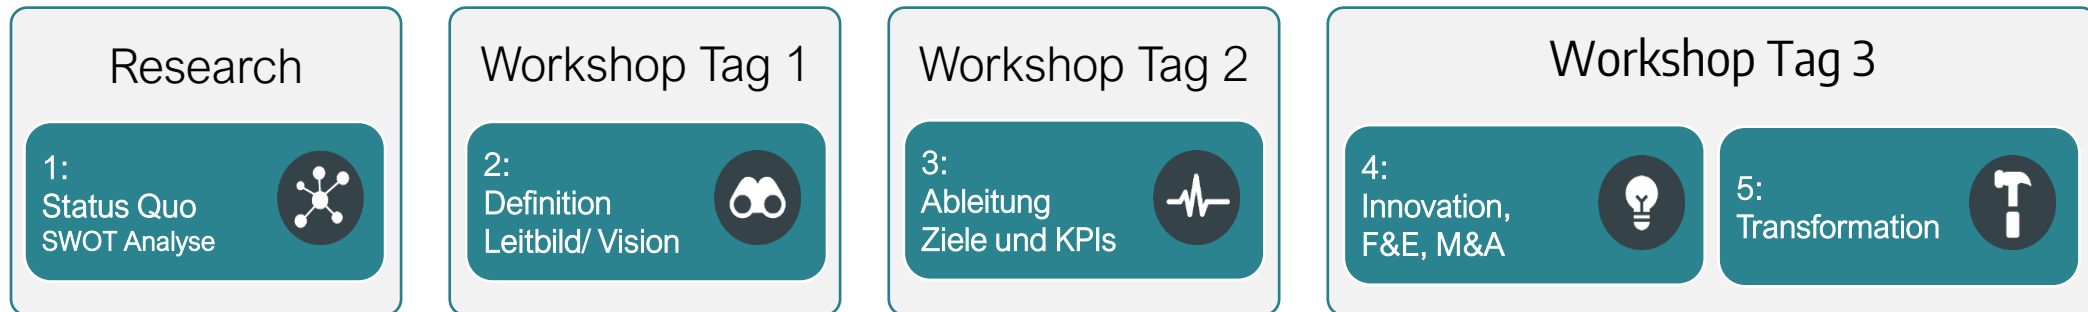 Research
1:
Status Quo
SWOT Analyse
Workshop Tag 1
2:
Definition
Leitbild/ Vision
Workshop Tag 2
3:
Ableitung
Ziele und KPIs
Workshop Tag 3
4:
Innovation,
F&E, M&A
5:
Transformation